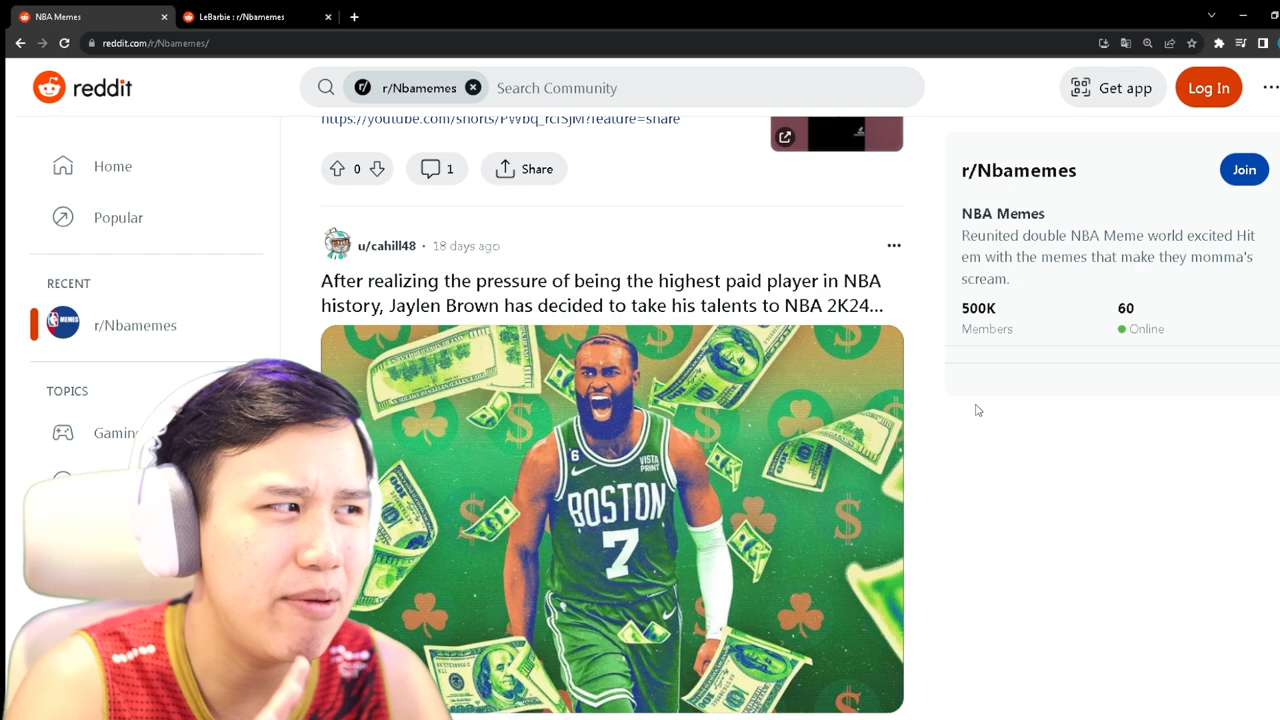 NBA Memes
LeBarbie : r/Nbamemes
reddit.com/r/Nbamemes/
reddit
r/Nbamemes
Search Community
Get app
Log In
Home
Popular
RECENT
r/Nbamemes
TOPICS
Gaming
0
1
Share
u/cahill48 • 18 days ago
After realizing the pressure of being the highest paid player in NBA
history, Jaylen Brown has decided to take his talents to NBA 2K24...
6
VISTA
PRINT
BOSTON
7
r/Nbamemes
Join
NBA Memes
Reunited double NBA Meme world excited Hit
em with the memes that make they momma's
scream.
500K
60
Members
Online